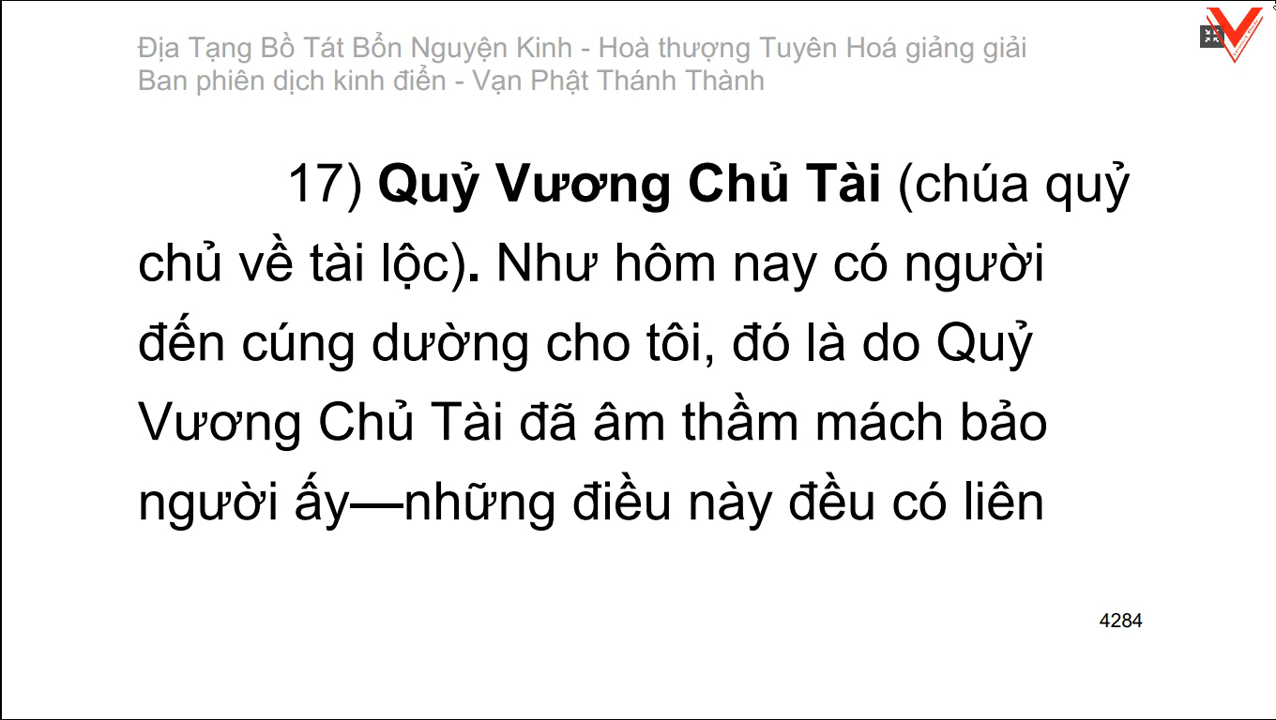 Địa Tạng Bồ Tát Bổn Nguyện Kinh - Hoà thượng Tuyên Hoá giảng giải
Ban phiên dịch kinh điển - Vạn Phật Thánh Thành
17) Quỷ Vương Chủ Tài (chúa quỷ
chủ về tài lộc). Như hôm nay có người
đến cúng dường cho tôi, đó là do Quỷ
Vương Chủ Tài đã âm thầm mách bảo
người ấy—những điều này đều có liên
4284